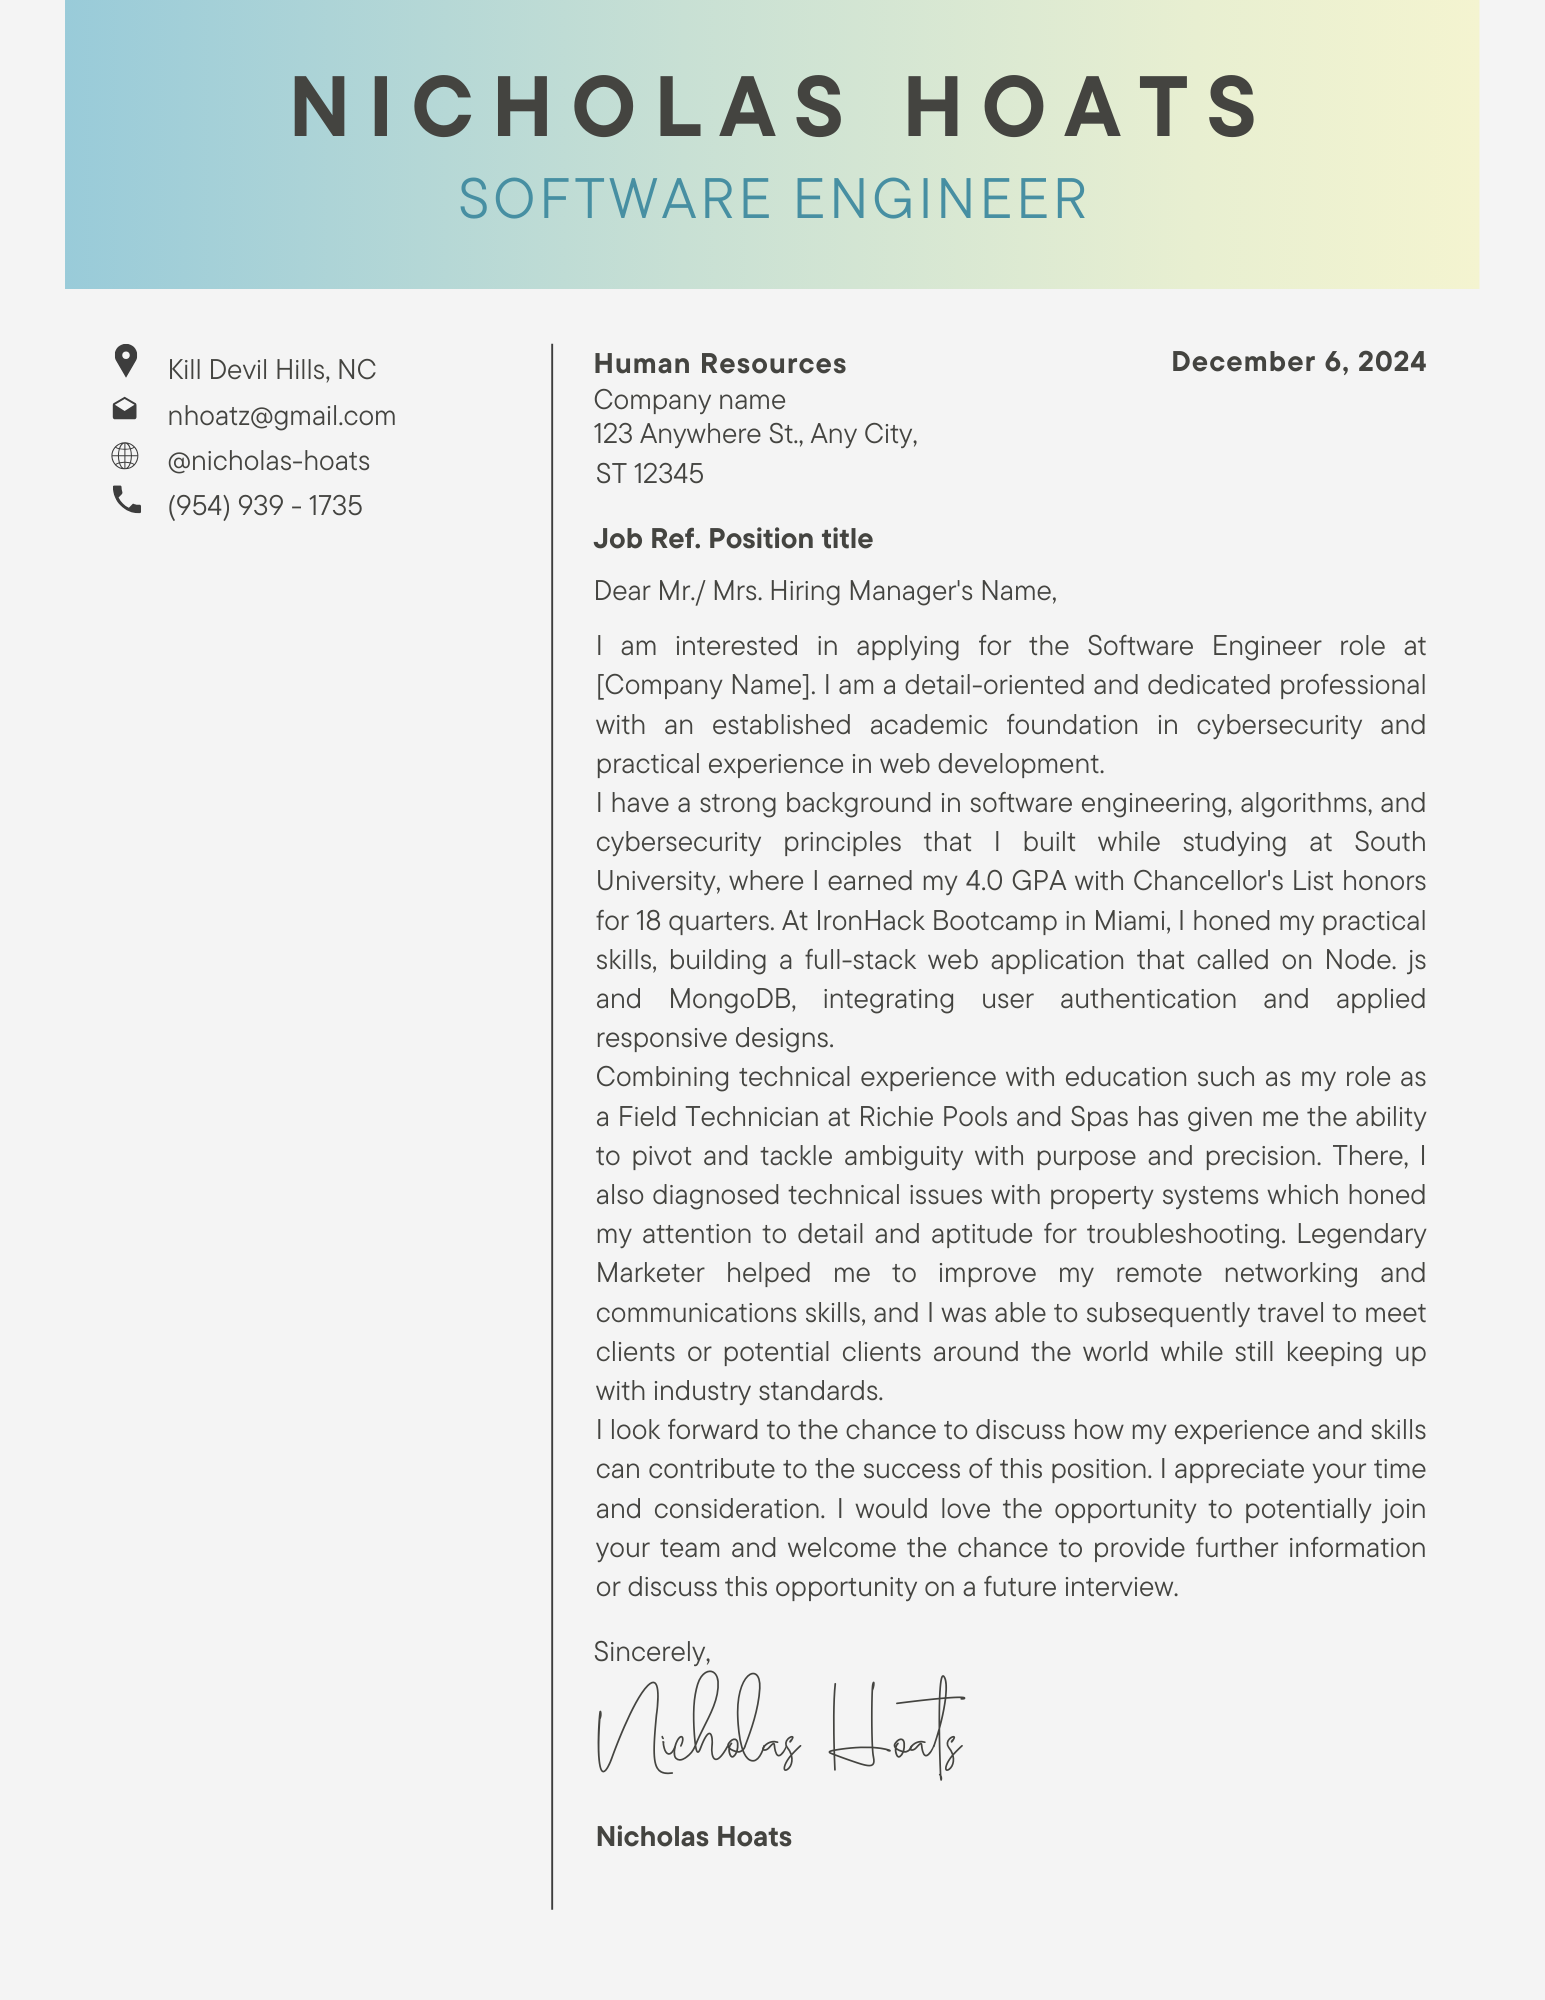 NICHOLAS HOATS
SOFTWARE ENGINEER
Kill Devil Hills, NC
nhoatz@gmail.com
@nicholas-hoats
(954) 939 - 1735
Human Resources
December 6, 2024
Company name
123 Anywhere St., Any City,
ST 12345
Job Ref. Position title
Dear Mr./ Mrs. Hiring Manager's Name,
I am interested in applying for the Software Engineer role at
[Company Name]. I am a detail-oriented and dedicated professional
with an established academic foundation in cybersecurity and
practical experience in web development.
I have a strong background in software engineering, algorithms, and
cybersecurity principles that I built while studying at South
University, where I earned my 4.0 GPA with Chancellor's List honors
for 18 quarters. At IronHack Bootcamp in Miami, I honed my practical
skills, building a full-stack web application that called on Node. js
and MongoDB, integrating user authentication and applied
responsive designs.
Combining technical experience with education such as my role as
a Field Technician at Richie Pools and Spas has given me the ability
to pivot and tackle ambiguity with purpose and precision. There, I
also diagnosed technical issues with property systems which honed
my attention to detail and aptitude for troubleshooting. Legendary
Marketer helped me to improve my remote networking and
communications skills, and I was able to subsequently travel to meet
clients or potential clients around the world while still keeping up
with industry standards.
I look forward to the chance to discuss how my experience and skills
can contribute to the success of this position. I appreciate your time
and consideration. I would love the opportunity to potentially join
your team and welcome the chance to provide further information
or discuss this opportunity on a future interview.
Sincerely,
Nicholas Hoats
Nicholas Hoats